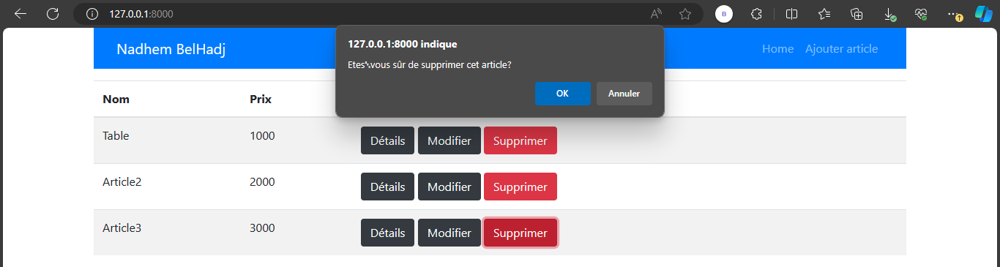 127.0.0.1:8000
B
127.0.0.1:8000 indique
Nadhem BelHadj
Home Ajouter article
Etes-vous sûr de supprimer cet article?
OK Annuler
Nom Prix
Table 1000 Détails Modifier Supprimer
Article2 2000 Détails Modifier Supprimer
Article3 3000 Détails Modifier Supprimer